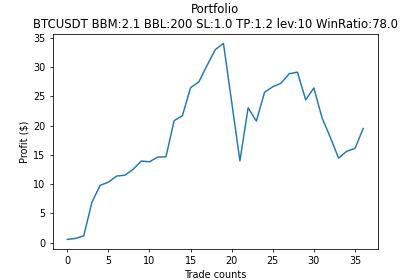 Portfolio
BTCUSDT BBM:2.1 BBL:200 SL:1.0 TP:1.2 lev:10 WinRatio:78.0
35
30
25
20
15
10
5
0
Profit ($)
0 5 10 15 20 25 30 35
Trade counts